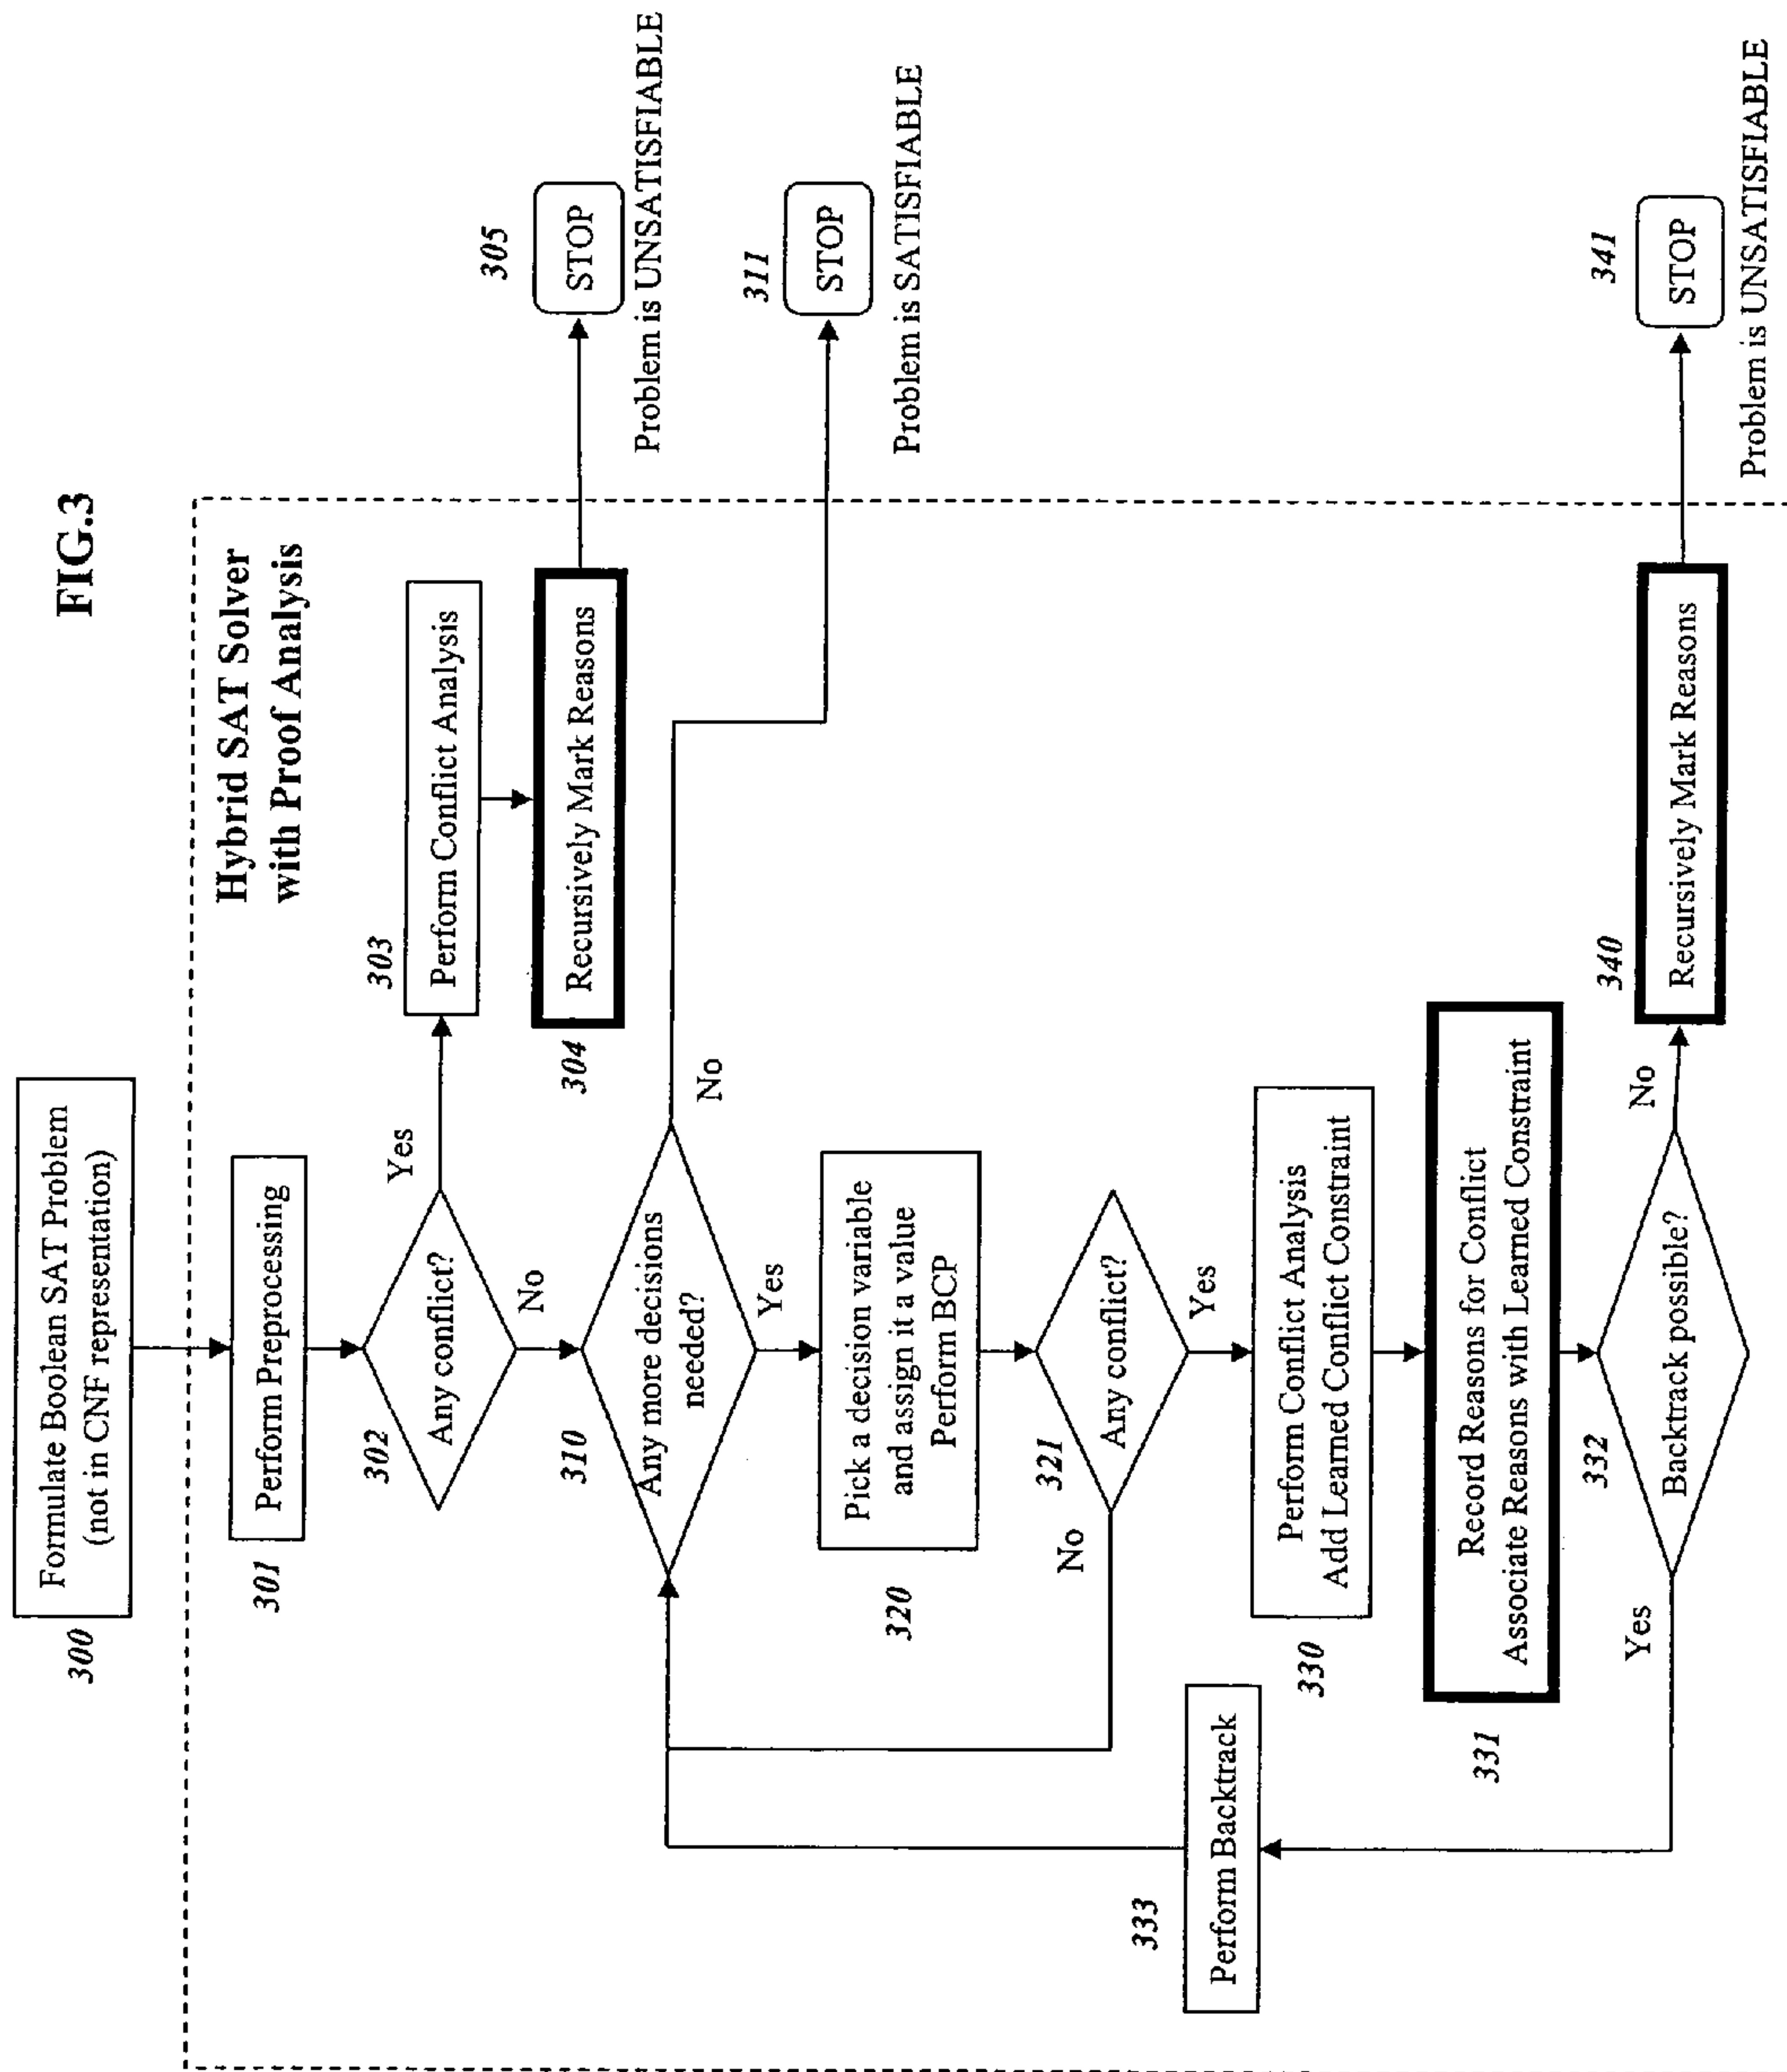 FIG.3
300
Formulate Boolean SAT Problem
(not in CNF representation)
Hybrid SAT Solver
with Proof Analysis
301
Perform Preprocessing
302
Any conflict?
Yes
No
303
Perform Conflict Analysis
304
Recursively Mark Reasons
305
STOP
Problem is UNSATISFIABLE
310
Any more decisions
needed?
No
Yes
311
STOP
Problem is SATISFIABLE
320
Pick a decision variable
and assign it a value
Perform BCP
321
Any conflict?
No
Yes
330
Perform Conflict Analysis
Add Learned Conflict Constraint
331
Record Reasons for Conflict
Associate Reasons with Learned Constraint
332
Backtrack possible?
Yes
No
333
Perform Backtrack
340
Recursively Mark Reasons
341
STOP
Problem is UNSATISFIABLE